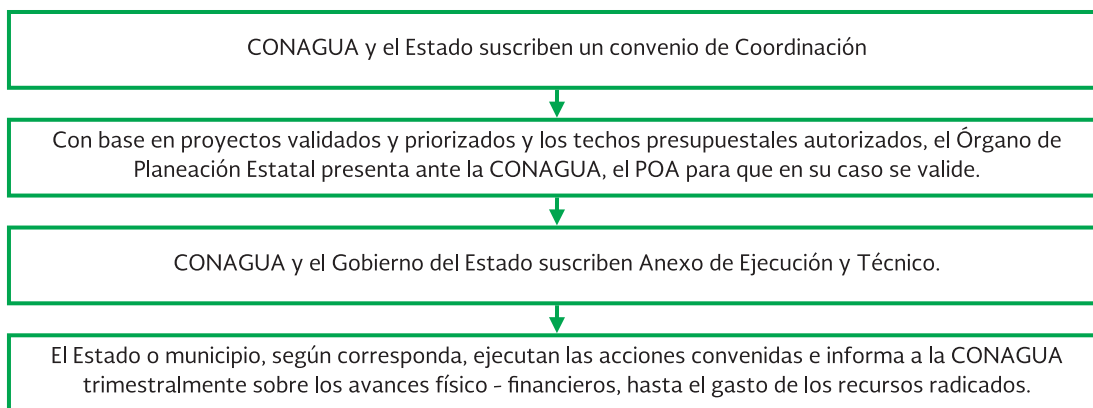 CONAGUA y el Estado suscriben un convenio de Coordinación
Con base en proyectos validados y priorizados y los techos presupuestales autorizados, el Órgano de
Planeación Estatal presenta ante la CONAGUA, el POA para que en su caso se valide.
CONAGUA y el Gobierno del Estado suscriben Anexo de Ejecución y Técnico.
El Estado o municipio, según corresponda, ejecutan las acciones convenidas e informa a la CONAGUA
trimestralmente sobre los avances físico - financieros, hasta el gasto de los recursos radicados.